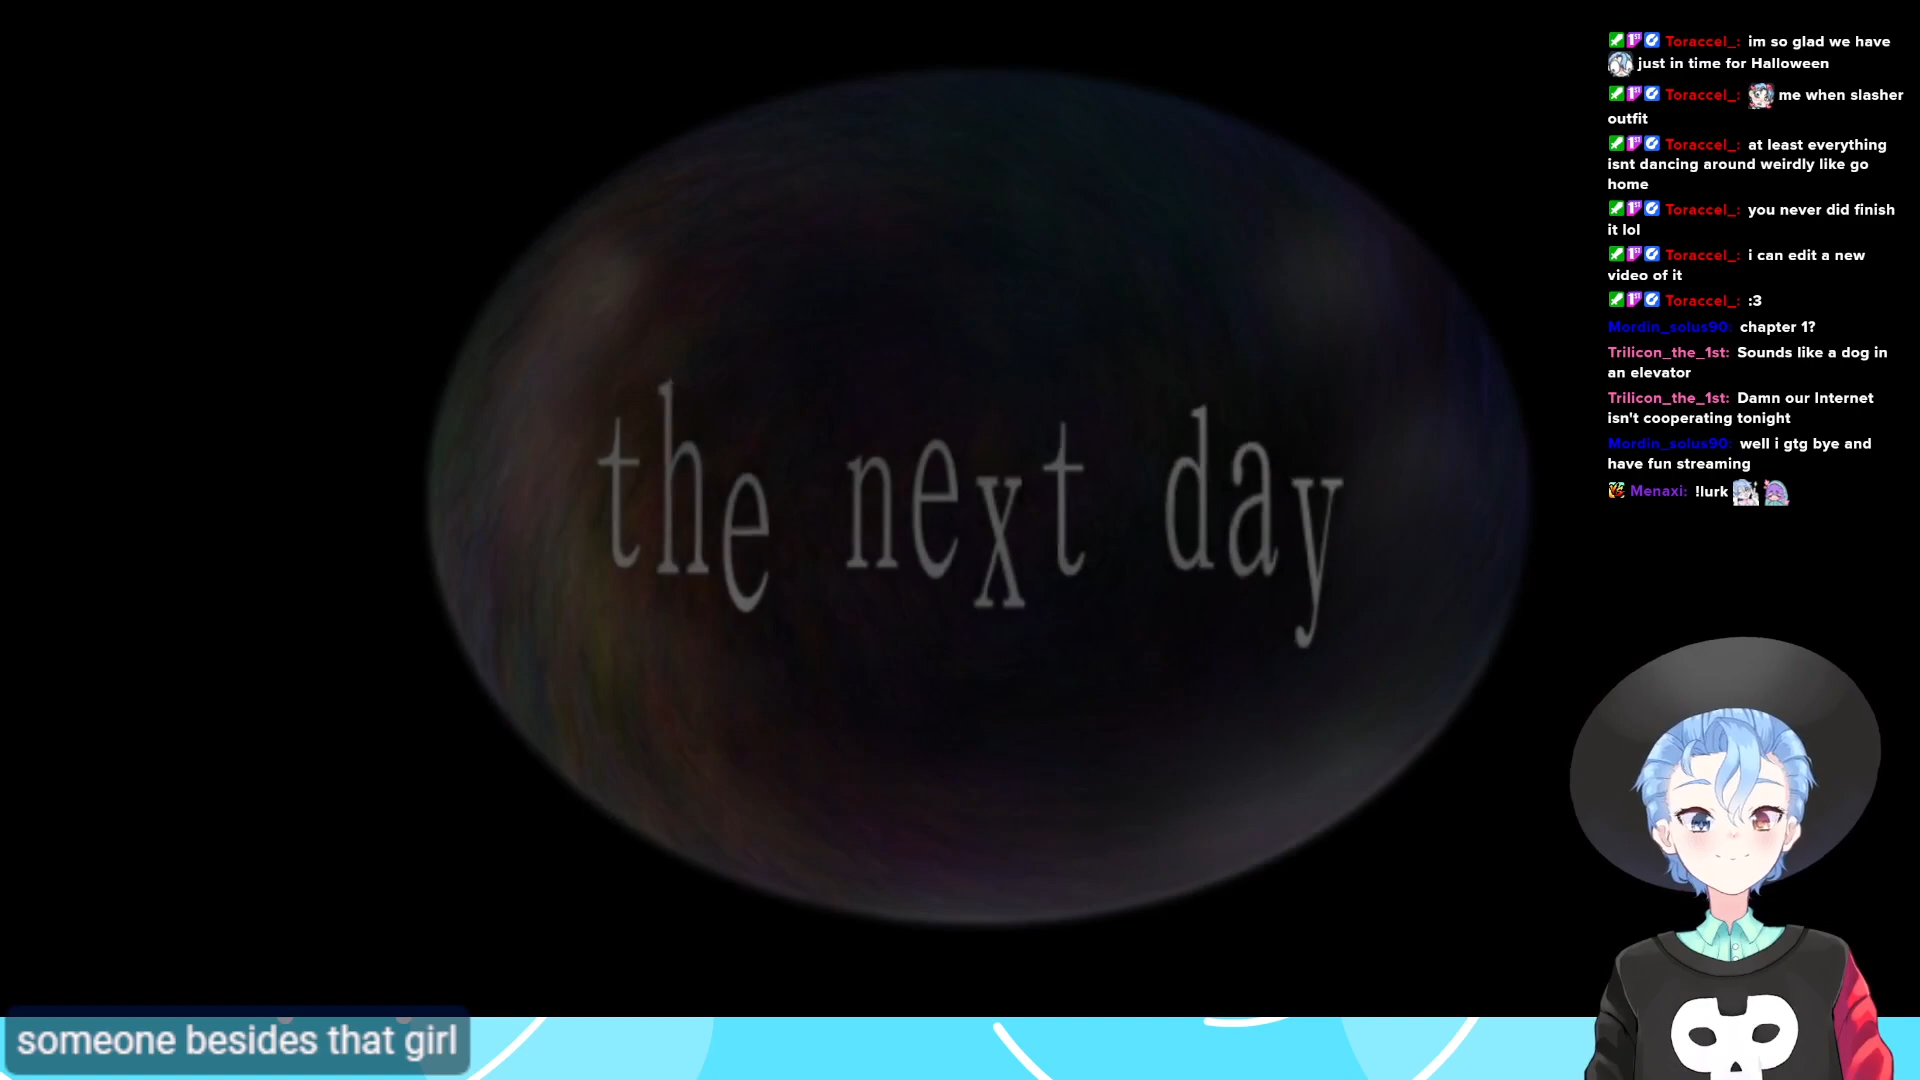 the next day
Toraccel_: im so glad we have
just in time for Halloween
Toraccel_: me when slasher
outfit
Toraccel_: at least everything
isnt dancing around weirdly like go
home
Toraccel_: you never did finish
it lol
Toraccel_: i can edit a new
video of it
Toraccel_: :3
Mordin_solus90: chapter 1?
Trilicon_the_1st: Sounds like a dog in
an elevator
Trilicon_the_1st: Damn our Internet
isn't cooperating tonight
Mordin_solus90: well i gtg bye and
have fun streaming
Menaxi: !lurk
someone besides that girl